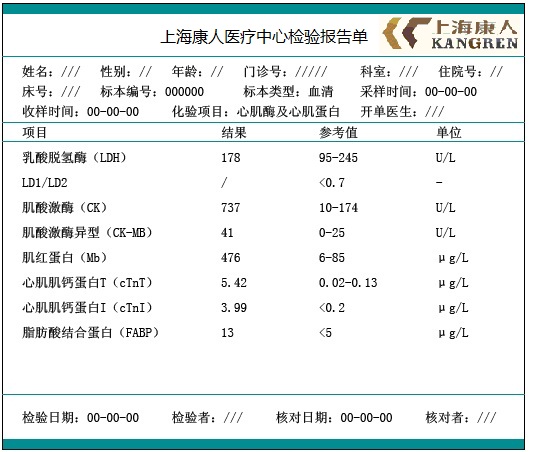 上海康人医疗中心检验报告单
上海康人
KANGREN
姓名：/// 性别：// 年龄：// 门诊号：///// 科室：/// 住院号：//
床号：/// 标本编号：000000 标本类型：血清 采样时间：00-00-00
收样时间：00-00-00 化验项目：心肌酶及心肌蛋白 开单医生：///
项目 结果 参考值 单位
乳酸脱氢酶（LDH） 178 95-245 U/L
LD1/LD2 / <0.7 -
肌酸激酶（CK） 737 10-174 U/L
肌酸激酶异型（CK-MB） 41 0-25 U/L
肌红蛋白（Mb） 476 6-85 μg/L
心肌肌钙蛋白T（cTnT） 5.42 0.02-0.13 μg/L
心肌肌钙蛋白I（cTnI） 3.99 <0.2 μg/L
脂肪酸结合蛋白（FABP） 13 <5 μg/L
检验日期：00-00-00 检验者：/// 核对日期：00-00-00 核对者：///